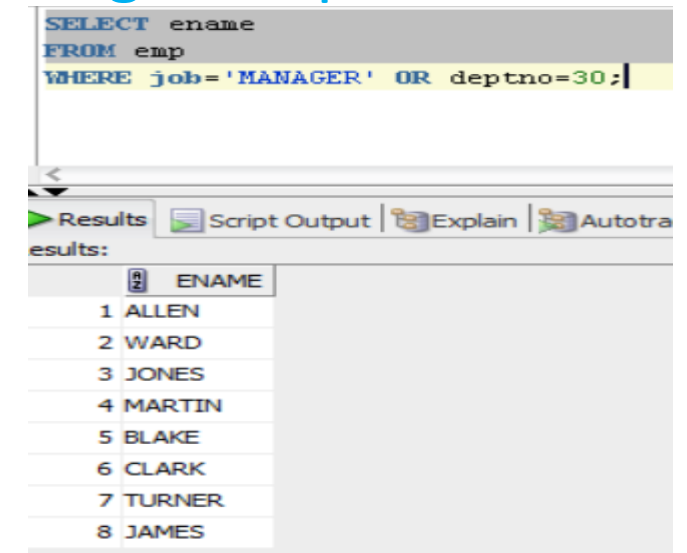 SELECT ename
FROM emp
WHERE job='MANAGER' OR deptno=30;
Results Script Output Explain Autotra
esults:
ENAME
1 ALLEN
2 WARD
3 JONES
4 MARTIN
5 BLAKE
6 CLARK
7 TURNER
8 JAMES